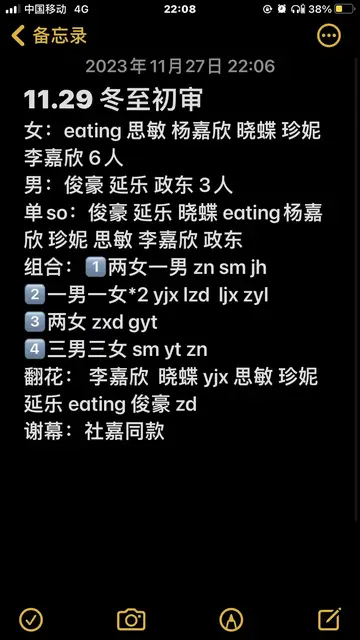 中国移动 4G 22:08 38%
备忘录
2023年11月27日 22:06
11.29 冬至初审
女：eating 思敏 杨嘉欣 晓蝶 珍妮
李嘉欣 6人
男：俊豪 延乐 政东 3人
单so：俊豪 延乐 晓蝶 eating杨嘉
欣 珍妮 思敏 李嘉欣 政东
组合：1️⃣两女一男 zn sm jh
2️⃣一男一女*2 yjx lzd  ljx zyl
3️⃣两女 zxd gyt
4️⃣三男三女 sm yt zn
翻花： 李嘉欣  晓蝶 yjx 思敏 珍妮
延乐 eating 俊豪 zd
谢幕：社嘉同款